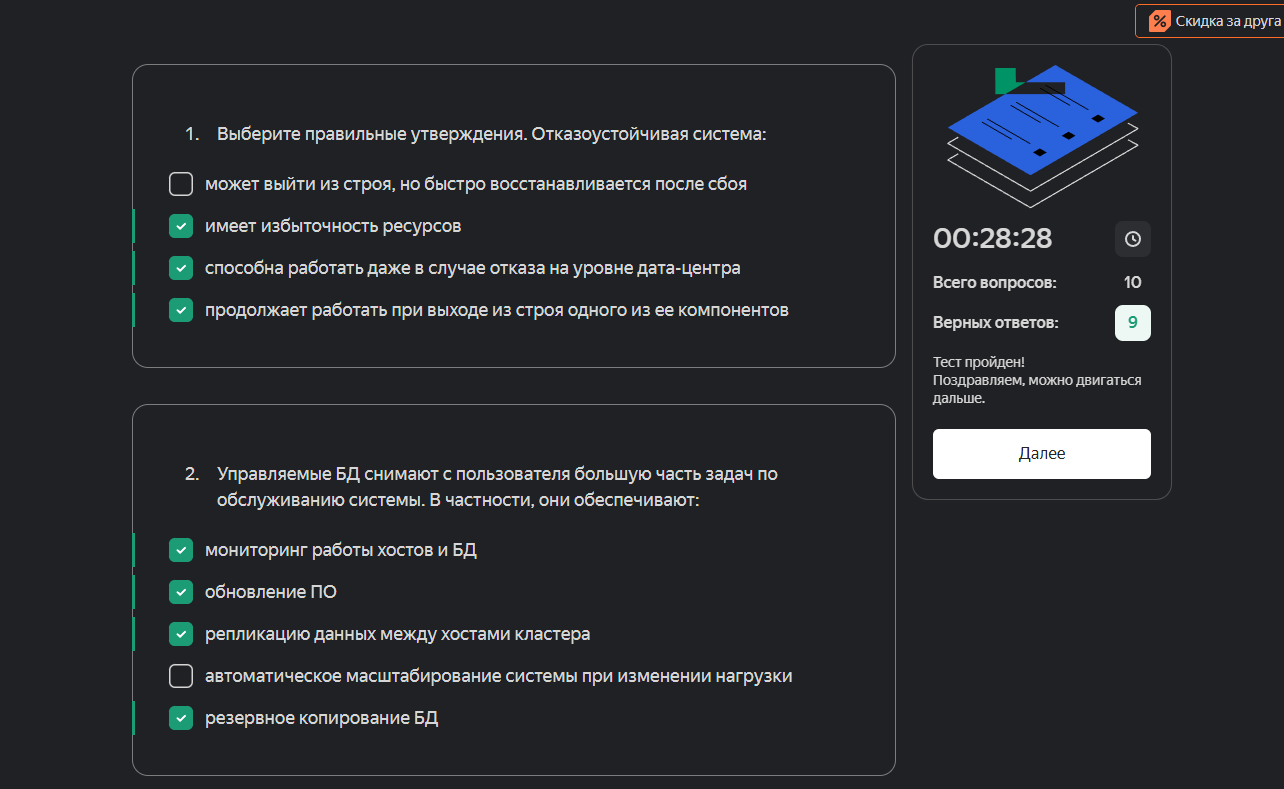 Скидка за друга
1. Выберите правильные утверждения. Отказоустойчивая система:
может выйти из строя, но быстро восстанавливается после сбоя
имеет избыточность ресурсов
способна работать даже в случае отказа на уровне дата-центра
продолжает работать при выходе из строя одного из ее компонентов
2. Управляемые БД снимают с пользователя большую часть задач по
обслуживанию системы. В частности, они обеспечивают:
мониторинг работы хостов и БД
обновление ПО
репликацию данных между хостами кластера
автоматическое масштабирование системы при изменении нагрузки
резервное копирование БД
00:28:28
Всего вопросов: 10
Верных ответов: 9
Тест пройден!
Поздравляем, можно двигаться
дальше.
Далее